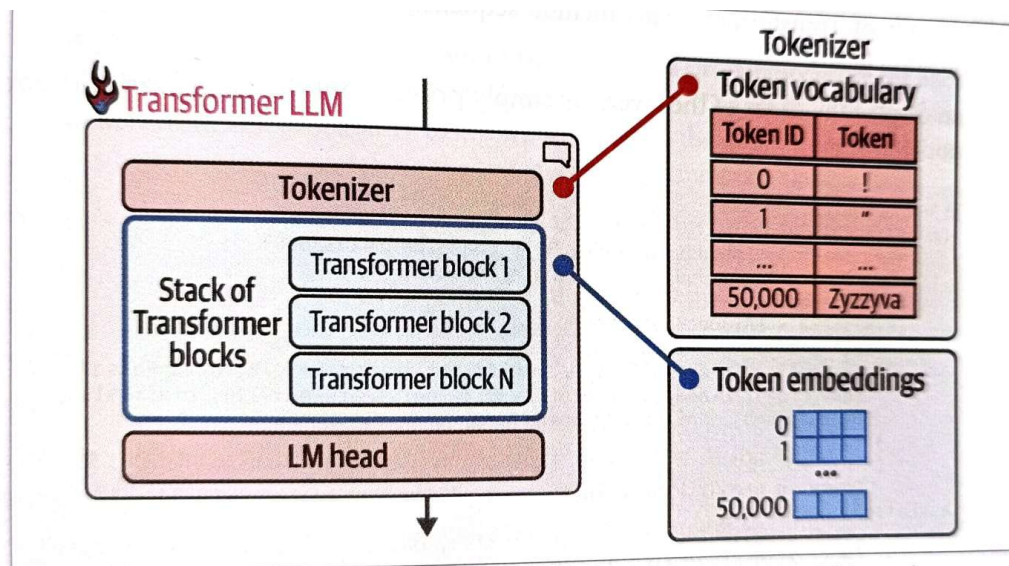 Transformer LLM
Tokenizer
Stack of
Transformer
blocks
Transformer block 1
Transformer block 2
Transformer block N
LM head
Tokenizer
Token vocabulary
Token ID Token
0 !
1 "
... ...
50,000 Zyzzyva
Token embeddings
0
1
...
50,000